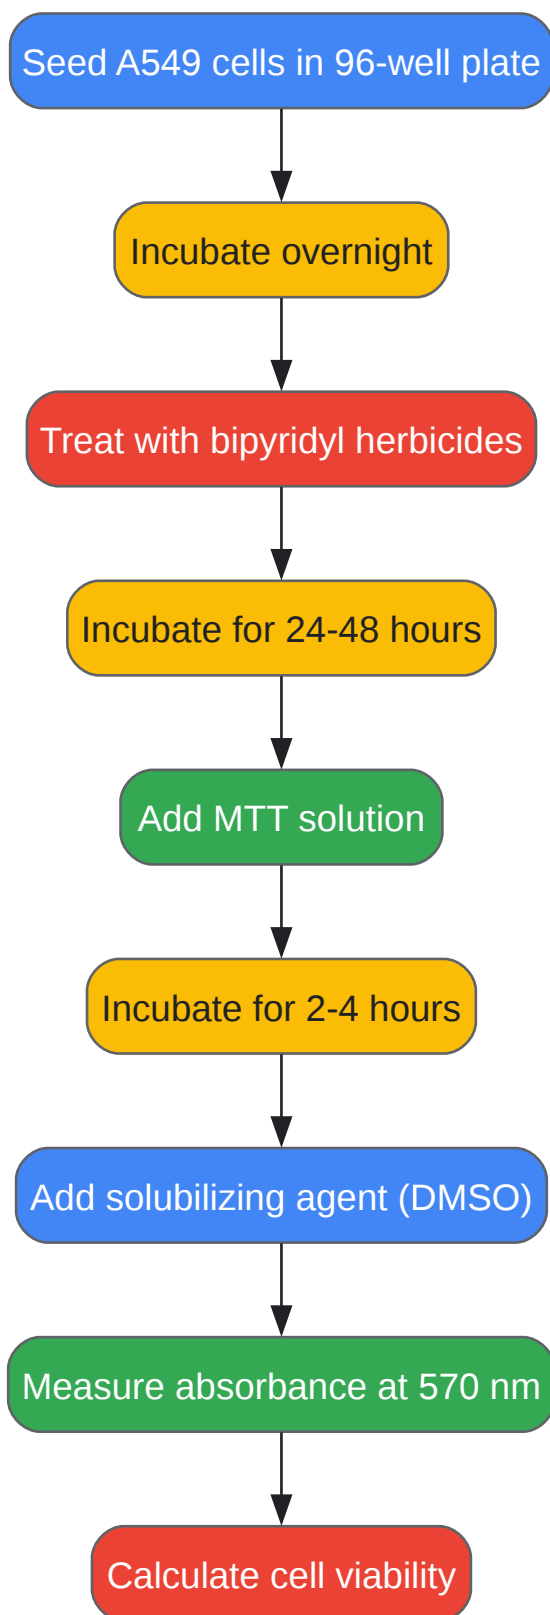 Seed A549 cells in 96-well plate
Incubate overnight
Treat with bipyridyl herbicides
Incubate for 24-48 hours
Add MTT solution
Incubate for 2-4 hours
Add solubilizing agent (DMSO)
Measure absorbance at 570 nm
Calculate cell viability